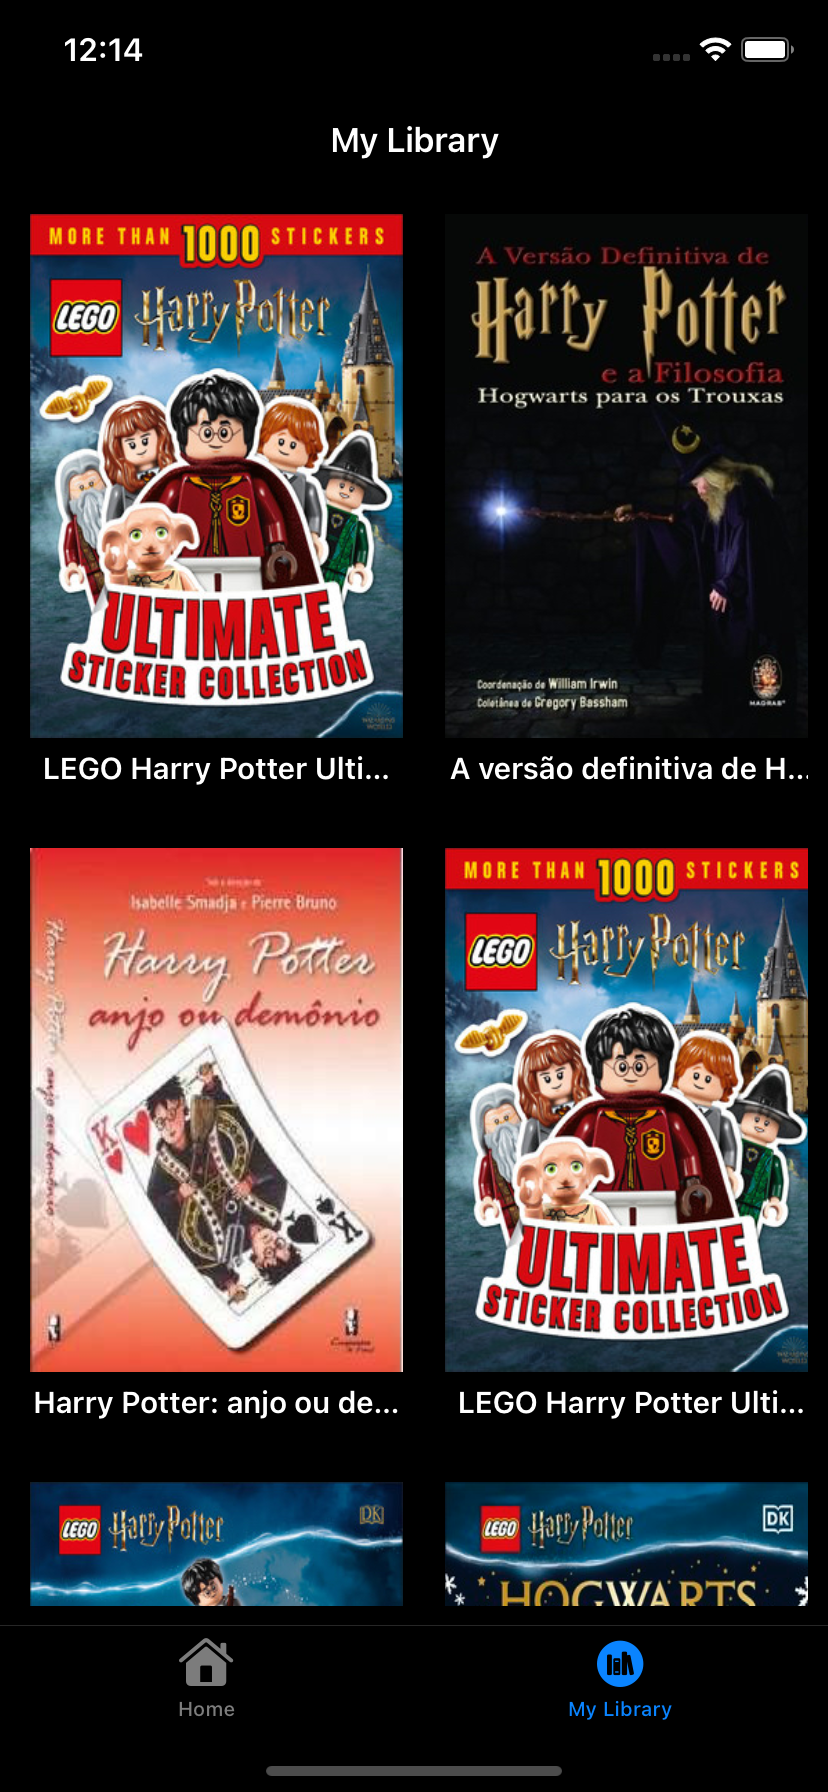 12:14
My Library
MORE THAN 1000 STICKERS
LEGO Harry Potter
ULTIMATE
STICKER COLLECTION
LEGO Harry Potter Ulti...
A Versão Definitiva de
Harry Potter
e a Filosofia
Hogwarts para os Trouxas
Coordenação de William Irwin
Coletânea de Gregory Bassham
MADRAS
A versão definitiva de H...
Isabelle Smadja e Pierre Bruno
Harry Potter
anjo ou demônio
Harry Potter anjo ou demônio
K
K
Harry Potter: anjo ou de...
MORE THAN 1000 STICKERS
LEGO Harry Potter
ULTIMATE
STICKER COLLECTION
LEGO Harry Potter Ulti...
LEGO Harry Potter DK
LEGO Harry Potter DK
HOGWARTS
Home
My Library